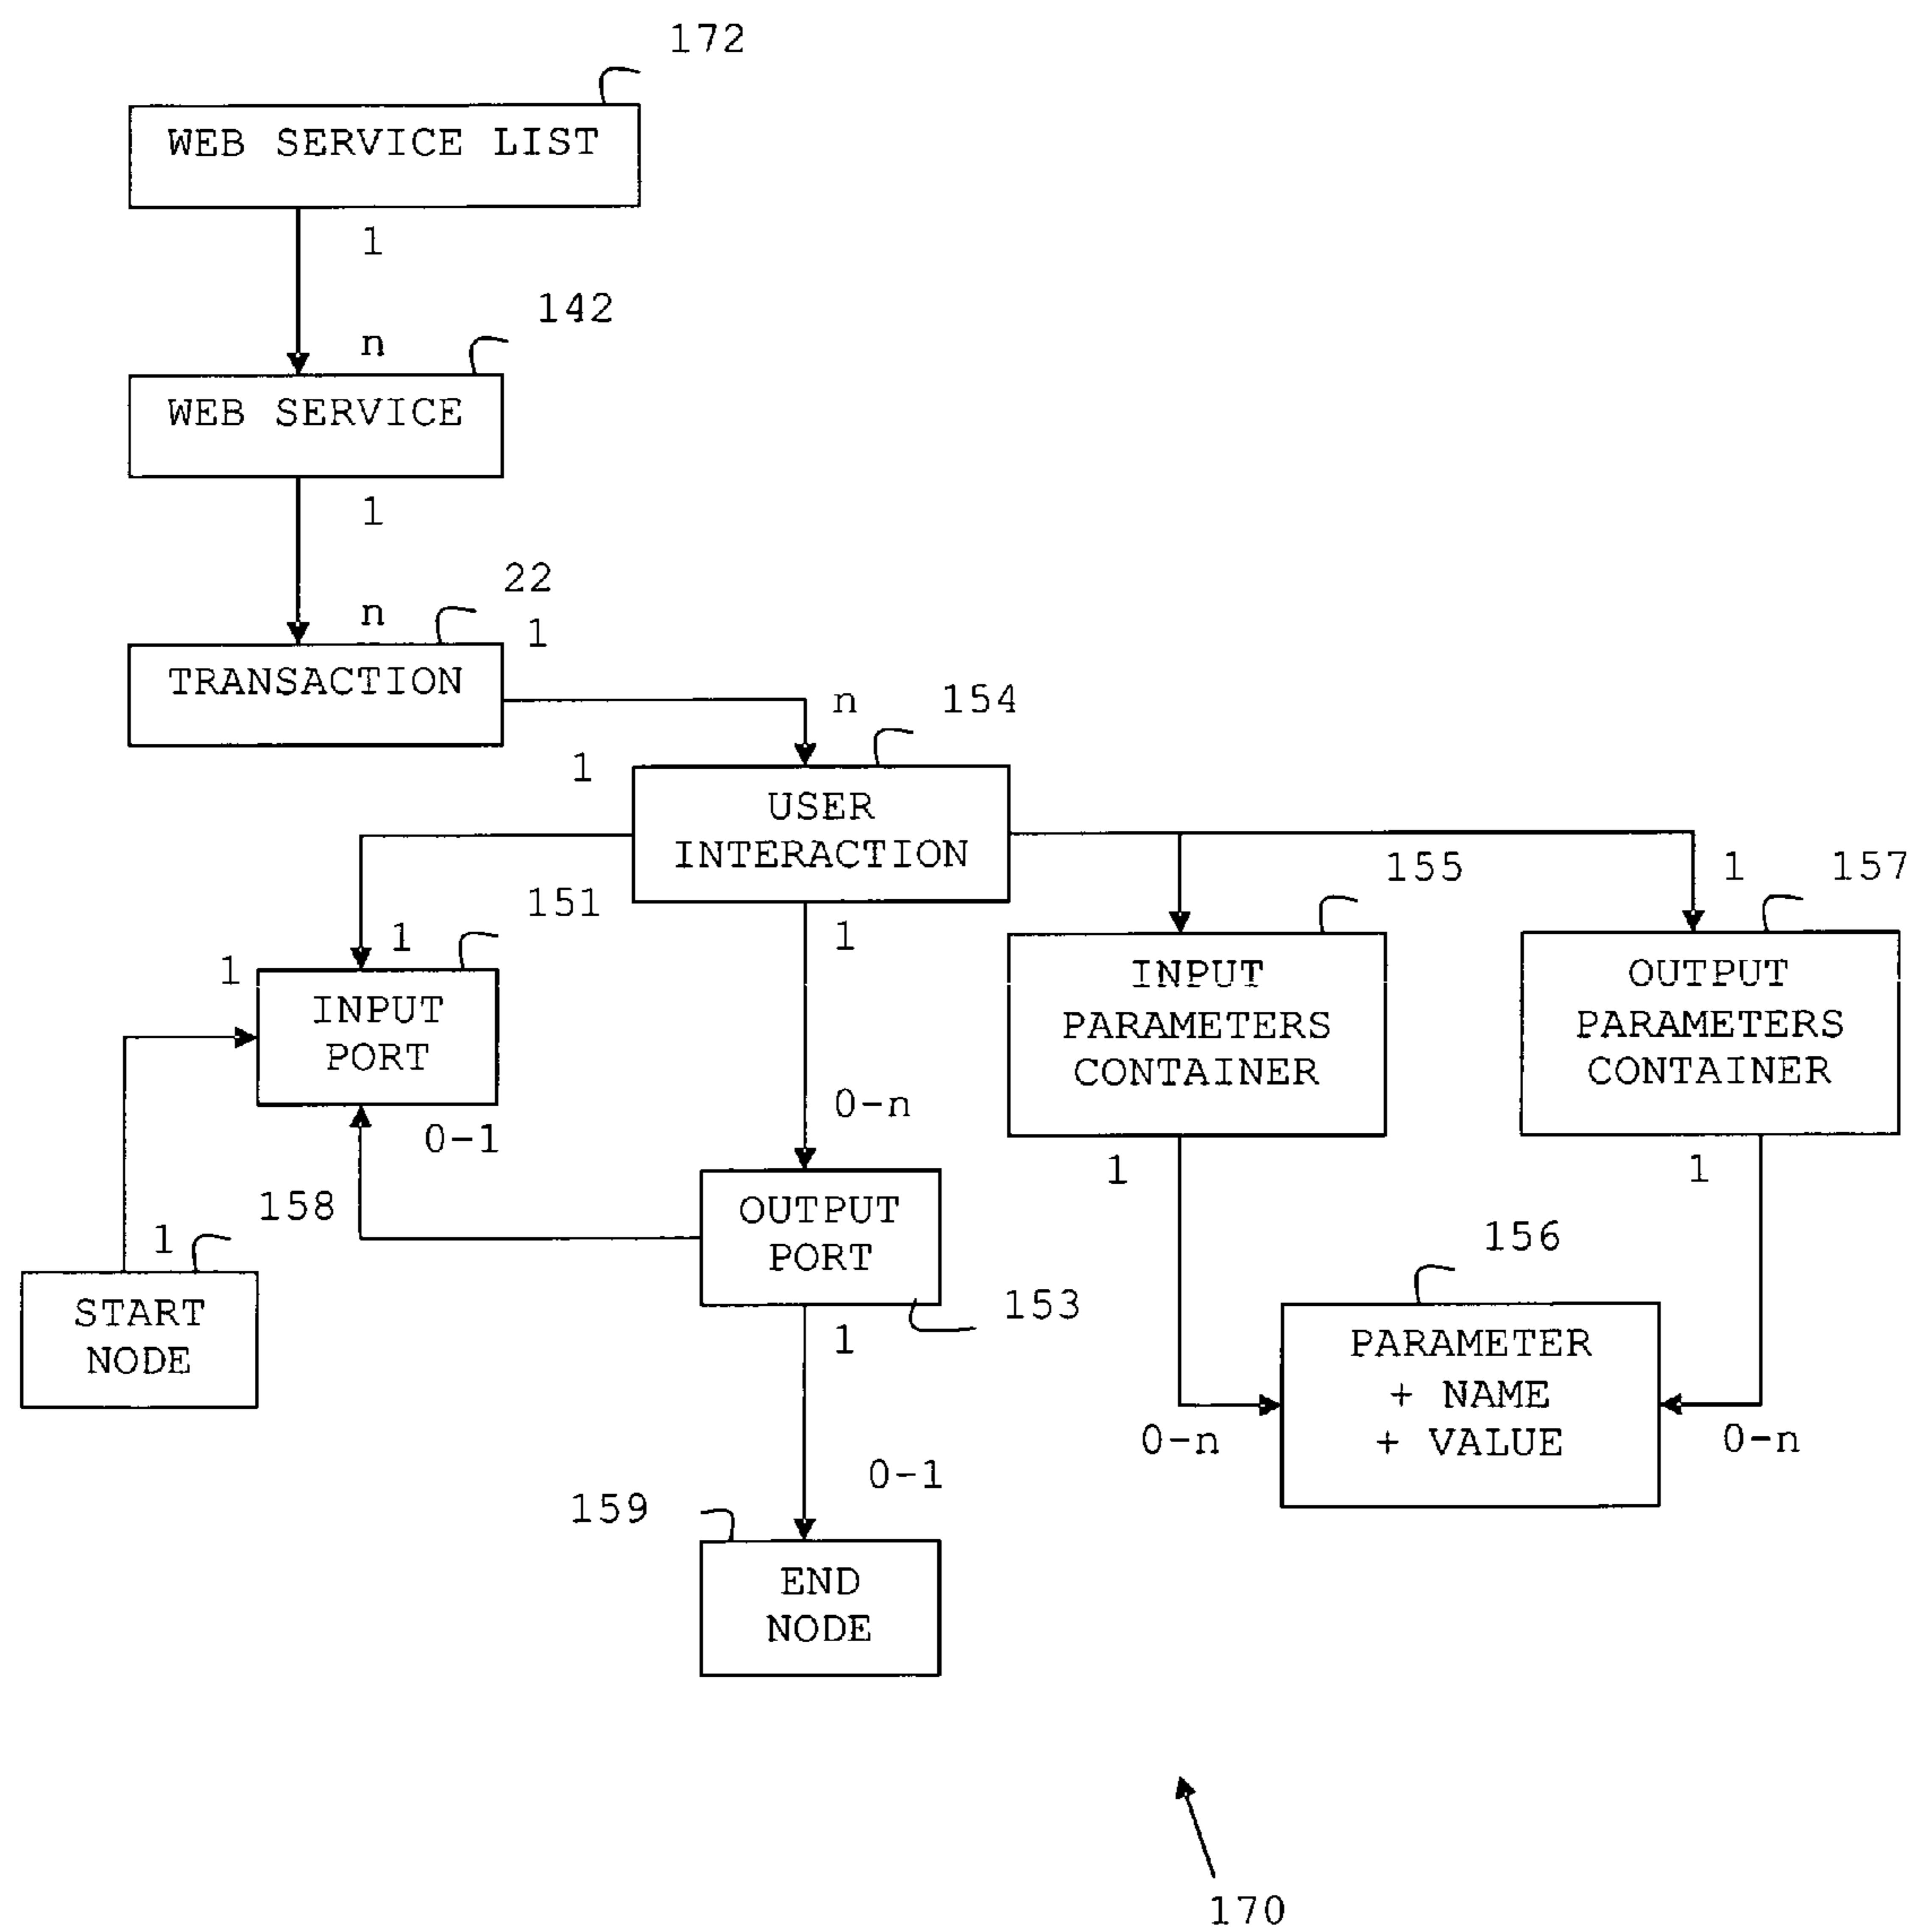 172
WEB SERVICE LIST
1
142
n
WEB SERVICE
1
22
n
1
TRANSACTION
n
154
1
USER
INTERACTION
155
1
157
151
1
1
1
INPUT
PORT
INPUT
PARAMETERS
CONTAINER
OUTPUT
PARAMETERS
CONTAINER
0-n
0-1
1
1
158
1
OUTPUT
PORT
156
START
NODE
153
1
PARAMETER
+ NAME
+ VALUE
0-n
0-n
0-1
159
END
NODE
170